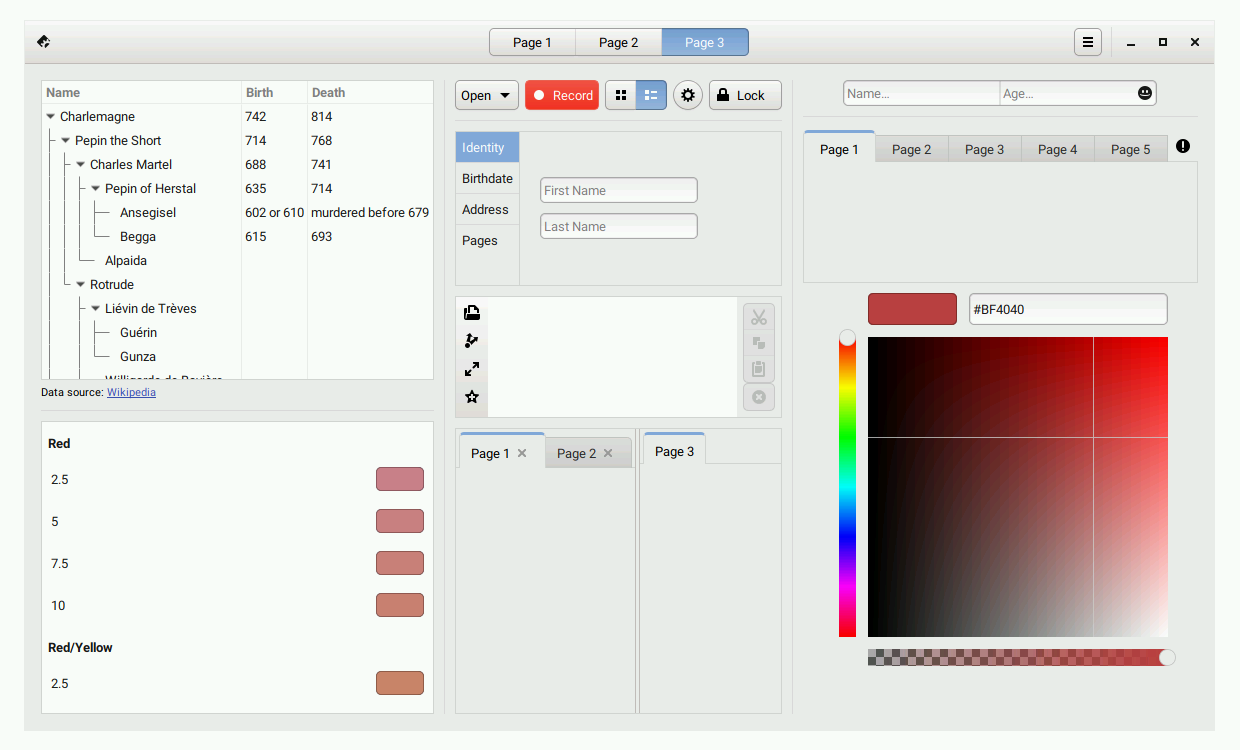 Page 1 Page 2 Page 3
Name Birth Death
Charlemagne 742 814
Pepin the Short 714 768
Charles Martel 688 741
Pepin of Herstal 635 714
Ansegisel 602 or 610 murdered before 679
Begga 615 693
Alpaida
Rotrude
Liévin de Trèves
Guérin
Gunza
Data source: Wikipedia
Red
2.5
5
7.5
10
Red/Yellow
2.5
Open Record Lock
Identity
Birthdate
Address
Pages
First Name
Last Name
Page 1 Page 2 Page 3
Name... Age...
Page 1 Page 2 Page 3 Page 4 Page 5
#BF4040